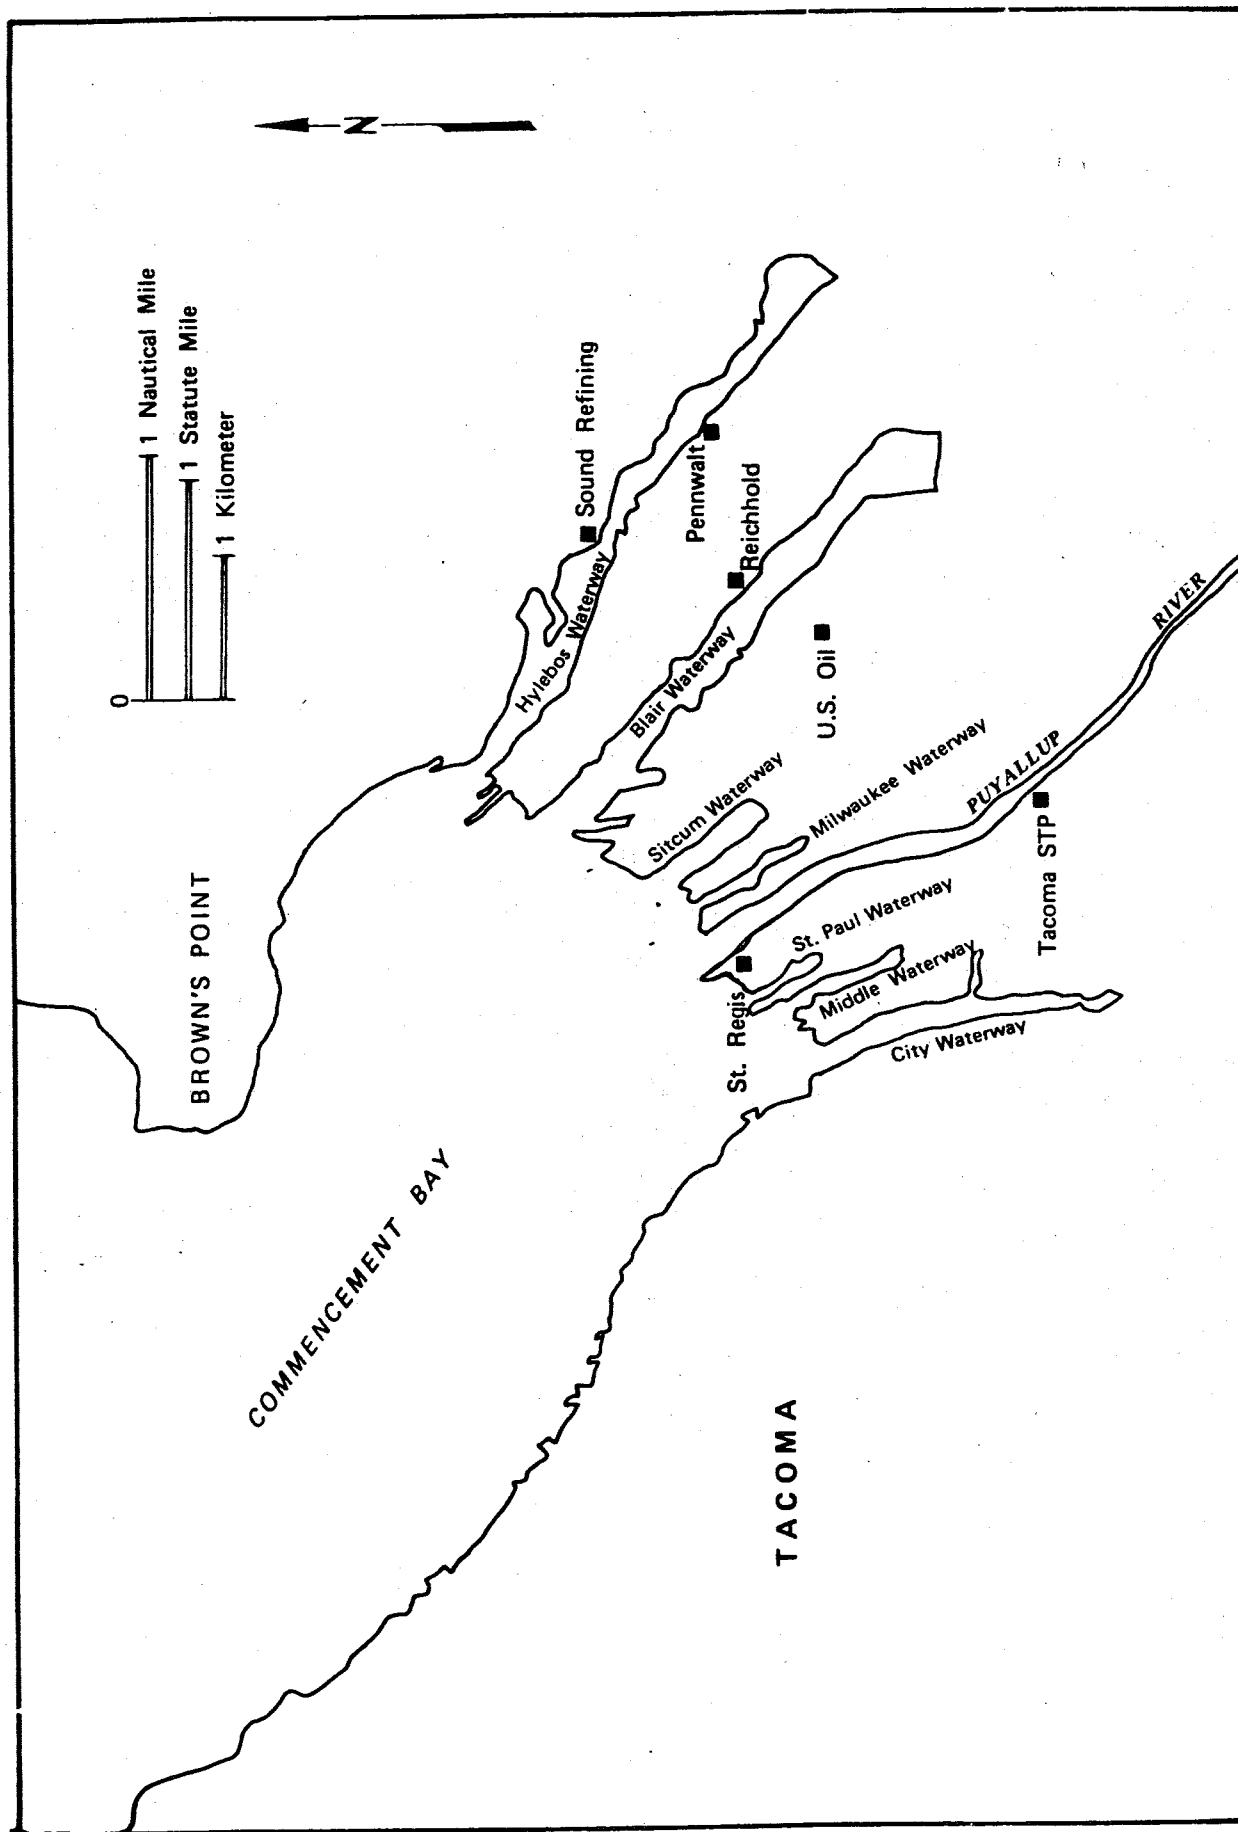 N
0
1 Nautical Mile
1 Statute Mile
1 Kilometer
BROWN'S POINT
COMMENCEMENT BAY
TACOMA
Hylebos Waterway
Sound Refining
Pennwalt
Reichhold
Blair Waterway
U.S. Oil
Sitcum Waterway
Milwaukee Waterway
PUYALLUP RIVER
Tacoma STP
St. Paul Waterway
St. Regis
Middle Waterway
City Waterway